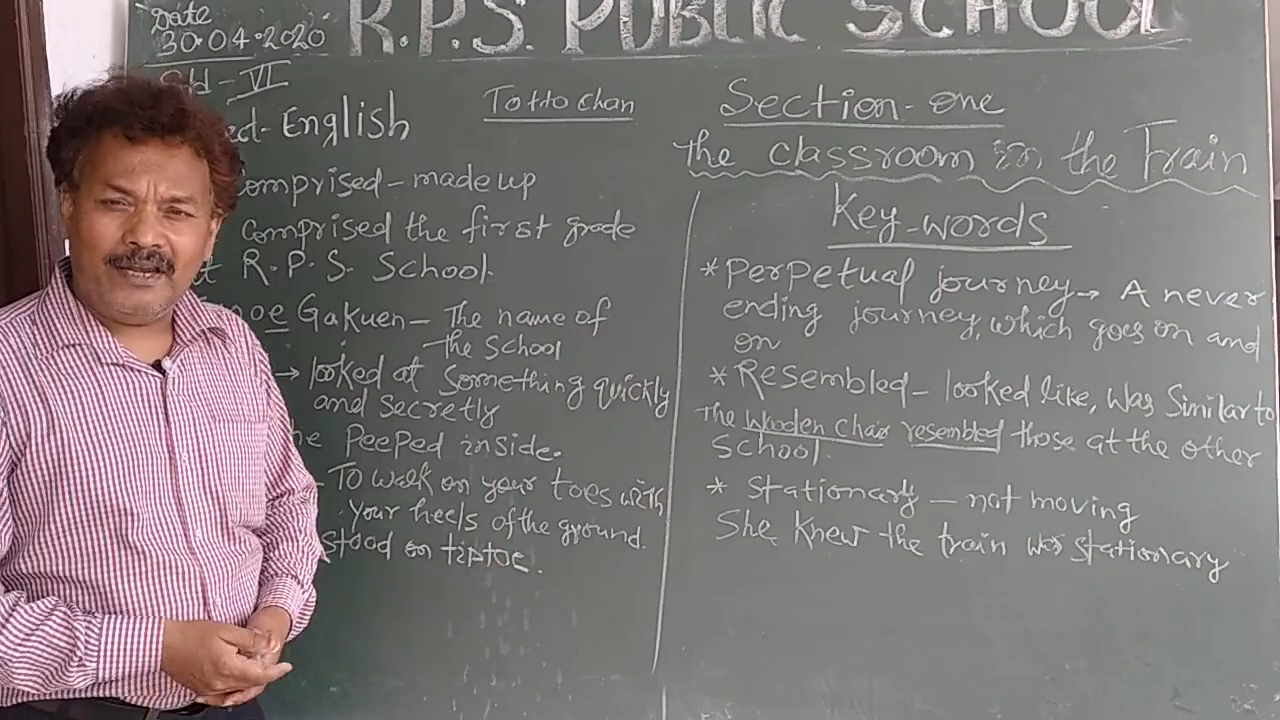 Date
30.04.2020
R.P.S. PUBLIC SCHOOL
Std - VI
English
Totto chan
Section-one
The classroom in the Train
comprised - made up
comprised the first grade
R.P.S. School.
Gakuen - The name of
the School
→ looked at something quickly
and secretly
Peeped inside.
- To walk on your toes with
your heels of the ground.
stood on tiptoe.
Key-words
* Perpetual journey → A never
ending journey, which goes on and
on
* Resembled - looked like, was Similar to
The wooden chair resembled those at the other
School.
* Stationary - not moving
She knew the train was stationary